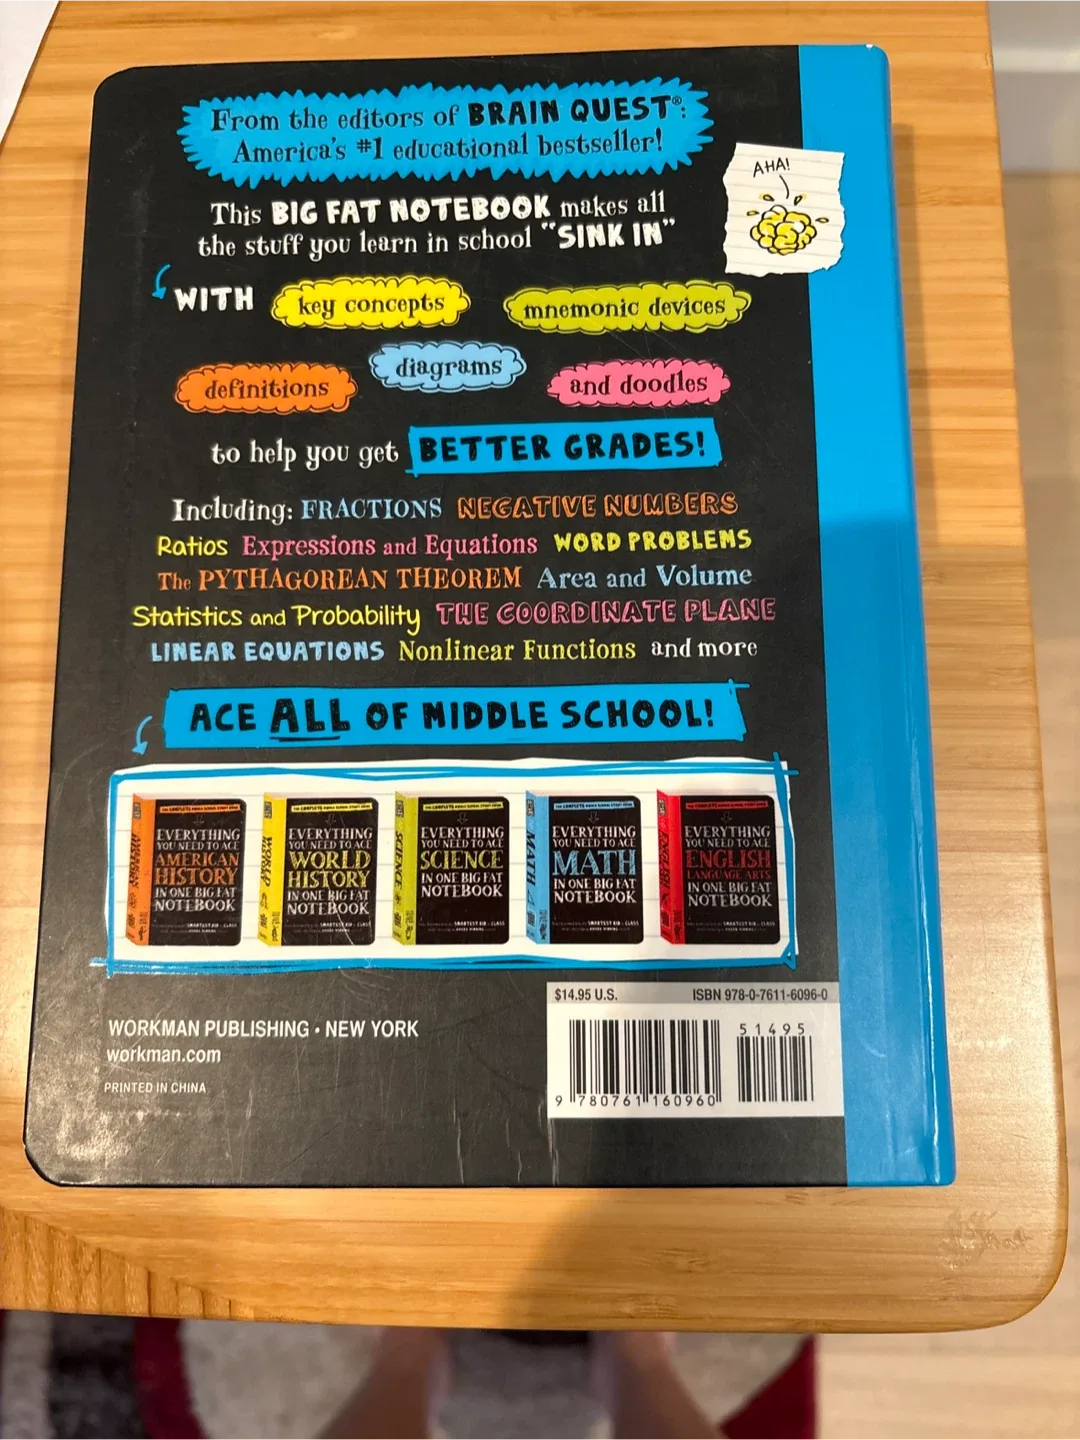 From the editors of BRAIN QUEST®:
America's #1 educational bestseller!
AHA!
This BIG FAT NOTEBOOK makes all
the stuff you learn in school "SINK IN"
WITH key concepts mnemonic devices
definitions diagrams and doodles
to help you get BETTER GRADES!
Including: FRACTIONS NEGATIVE NUMBERS
Ratios Expressions and Equations WORD PROBLEMS
The PYTHAGOREAN THEOREM Area and Volume
Statistics and Probability THE COORDINATE PLANE
LINEAR EQUATIONS Nonlinear Functions and more
ACE ALL OF MIDDLE SCHOOL!
EVERYTHING
YOU NEED TO ACE
AMERICAN
HISTORY
IN ONE BIG FAT
NOTEBOOK
EVERYTHING
YOU NEED TO ACE
WORLD
HISTORY
IN ONE BIG FAT
NOTEBOOK
SCIENCE
EVERYTHING
YOU NEED TO ACE
SCIENCE
IN ONE BIG FAT
NOTEBOOK
MATH
EVERYTHING
YOU NEED TO ACE
MATH
IN ONE BIG FAT
NOTEBOOK
EVERYTHING
YOU NEED TO ACE
ENGLISH
LANGUAGE ARTS
IN ONE BIG FAT
NOTEBOOK
$14.95 U.S. ISBN 978-0-7611-6096-0
51495
9 780761 160960
WORKMAN PUBLISHING • NEW YORK
workman.com
PRINTED IN CHINA